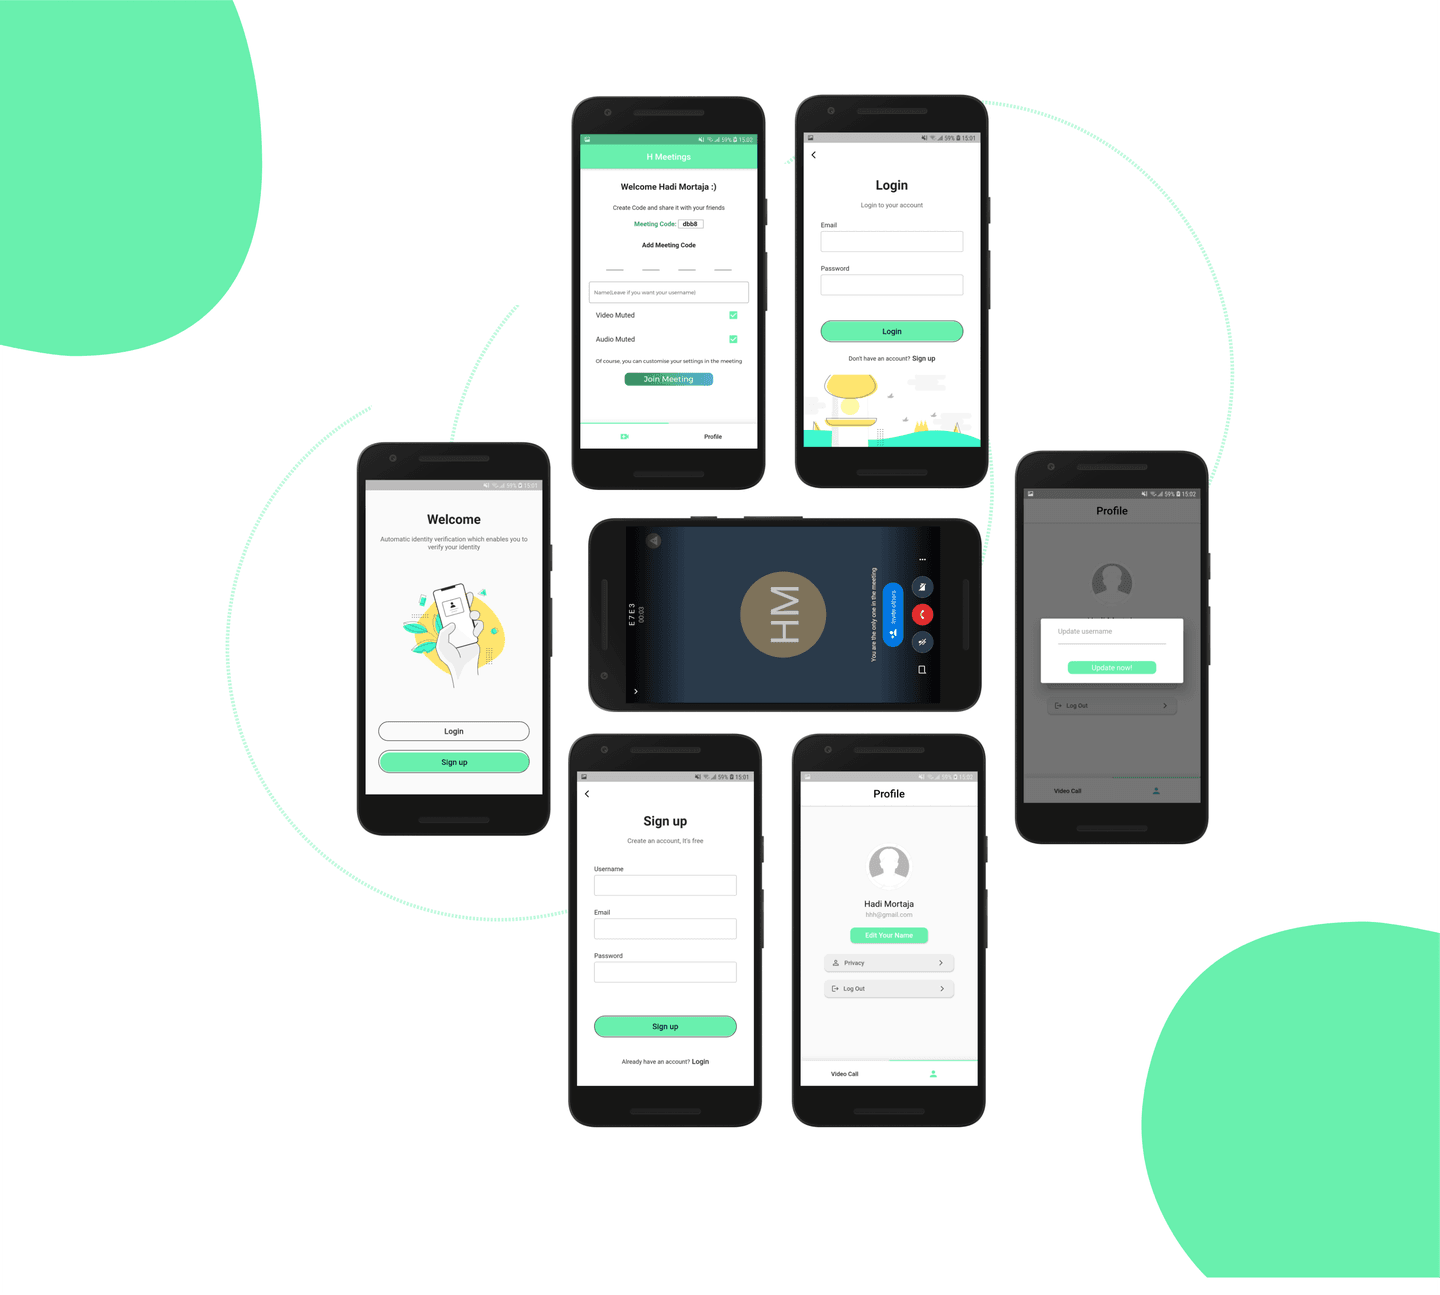 59% 15:02
H Meetings
Welcome Hadi Mortaja :)
Create Code and share it with your friends
Meeting Code: dbb8
Add Meeting Code
Name(Leave if you want your username)
Video Muted
Audio Muted
Of course, you can customise your settings in the meeting
Join Meeting
Profile
59% 15:01
Login
Login to your account
Email
Password
Login
Don't have an account? Sign up
59% 15:01
Welcome
Automatic identity verification which enables you to
verify your identity
Login
Sign up
E7E3
00:03
HM
You are the only one in the meeting
Invite others
59% 15:02
Profile
Update username
Update now!
Log Out
Video Call
59% 15:01
Sign up
Create an account, It's free
Username
Email
Password
Sign up
Already have an account? Login
59% 15:02
Profile
Hadi Mortaja
hhh@gmail.com
Edit Your Name
Privacy
Log Out
Video Call